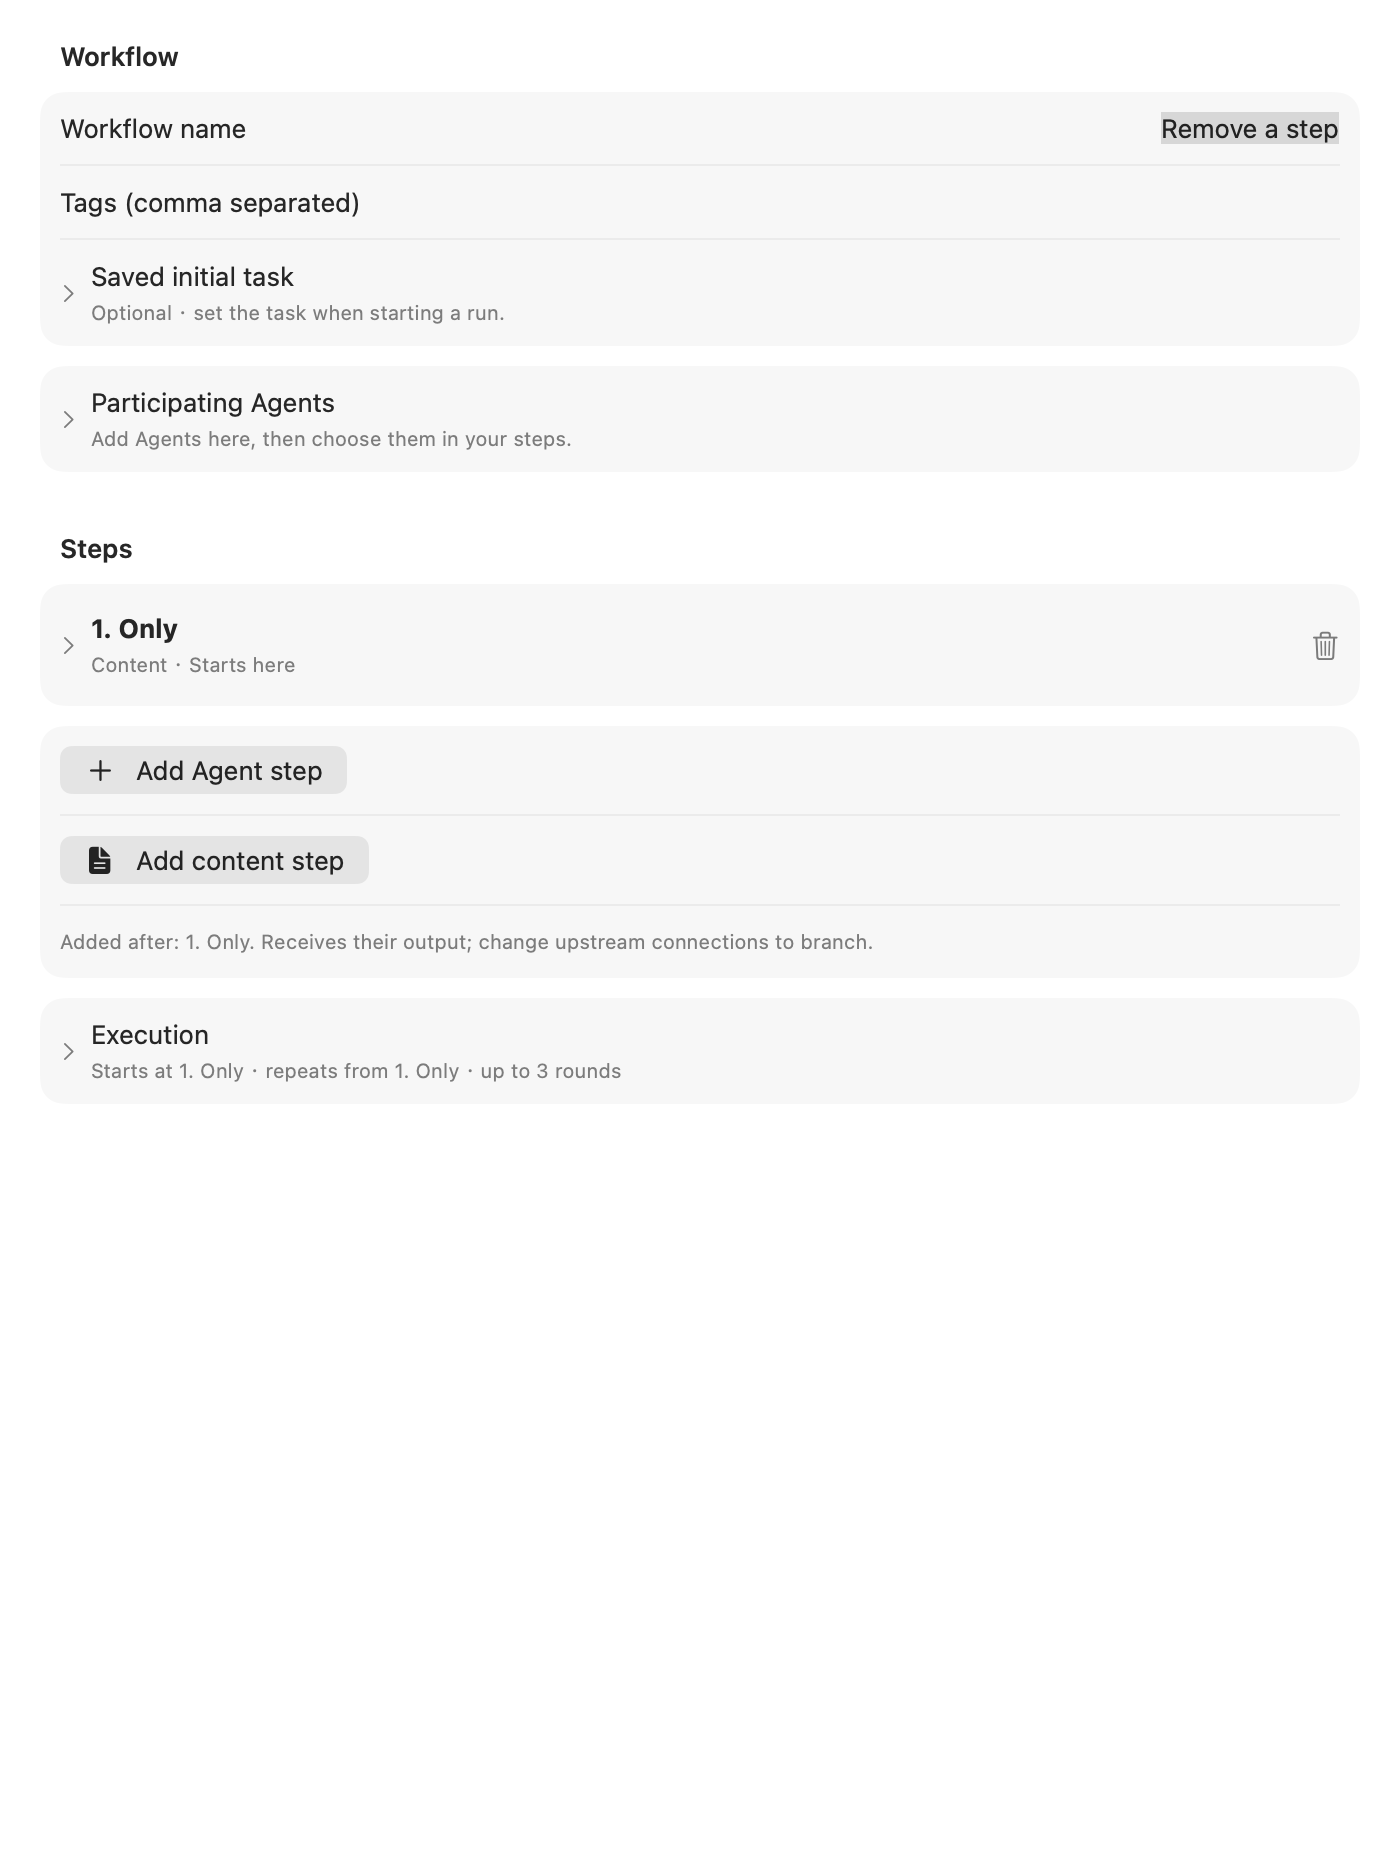 Workflow
Workflow name
Remove a step
Tags (comma separated)
Saved initial task
Optional · set the task when starting a run.
Participating Agents
Add Agents here, then choose them in your steps.
Steps
1. Only
Content · Starts here
Add Agent step
Add content step
Added after: 1. Only. Receives their output; change upstream connections to branch.
Execution
Starts at 1. Only · repeats from 1. Only · up to 3 rounds